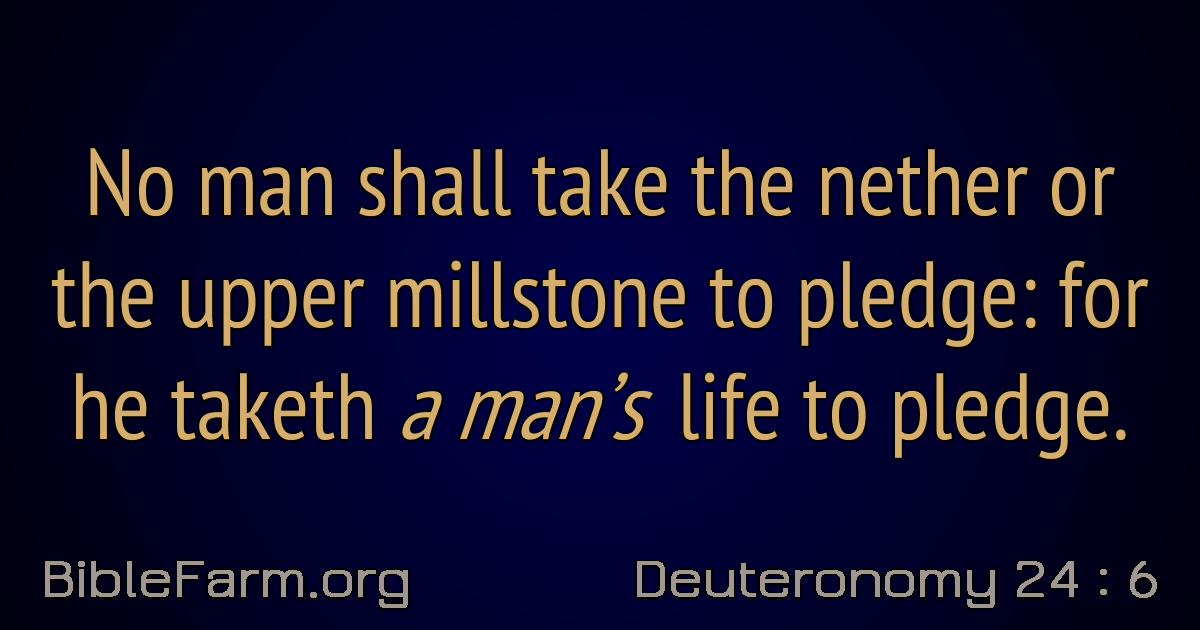 No man shall take the nether or
the upper millstone to pledge: for
he taketh a man’s life to pledge.
BibleFarm.org
Deuteronomy 24 : 6